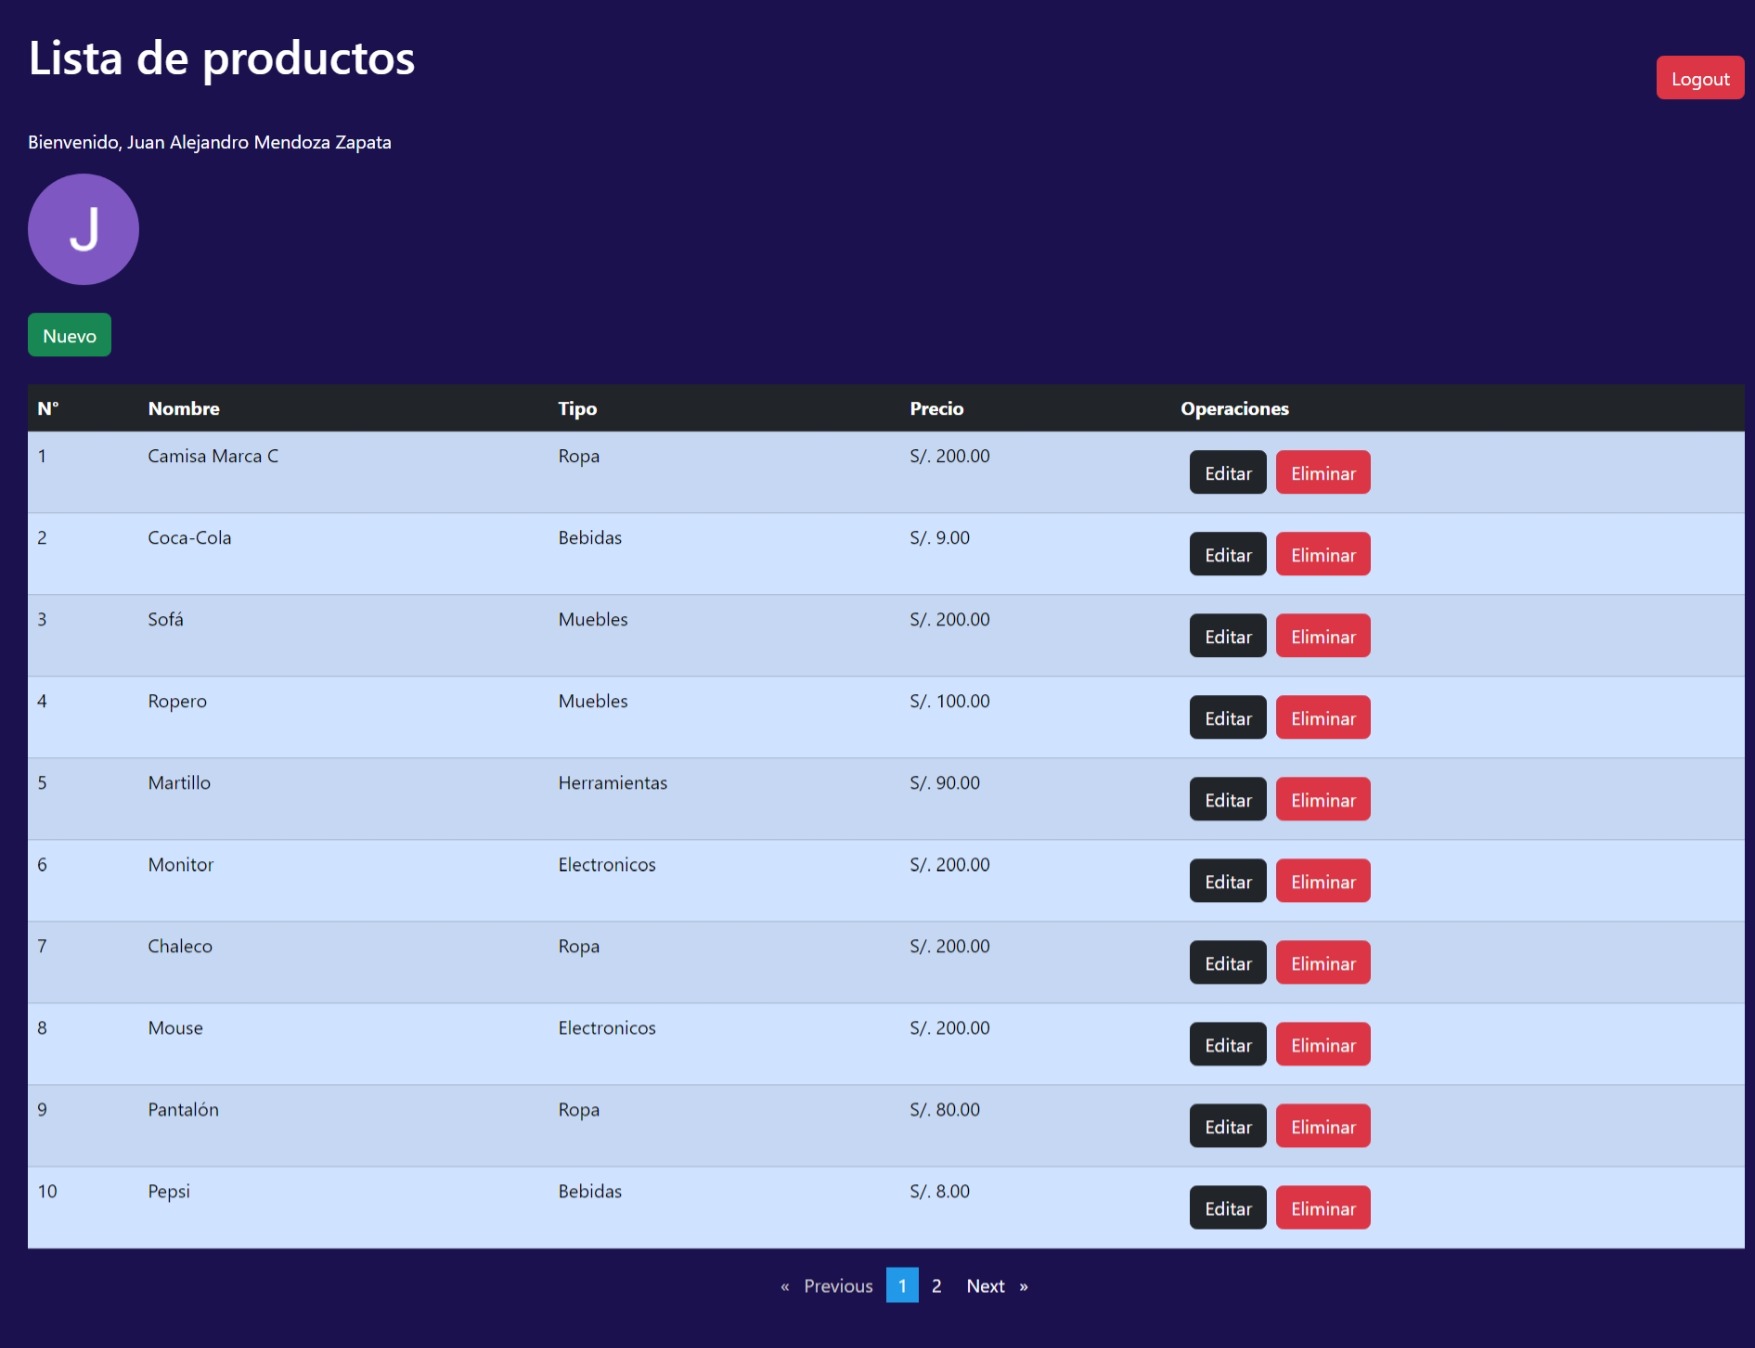 Lista de productos
Logout
Bienvenido, Juan Alejandro Mendoza Zapata
J
Nuevo
N° Nombre Tipo Precio Operaciones
1 Camisa Marca C Ropa S/. 200.00 Editar Eliminar
2 Coca-Cola Bebidas S/. 9.00 Editar Eliminar
3 Sofá Muebles S/. 200.00 Editar Eliminar
4 Ropero Muebles S/. 100.00 Editar Eliminar
5 Martillo Herramientas S/. 90.00 Editar Eliminar
6 Monitor Electronicos S/. 200.00 Editar Eliminar
7 Chaleco Ropa S/. 200.00 Editar Eliminar
8 Mouse Electronicos S/. 200.00 Editar Eliminar
9 Pantalón Ropa S/. 80.00 Editar Eliminar
10 Pepsi Bebidas S/. 8.00 Editar Eliminar
« Previous 1 2 Next »